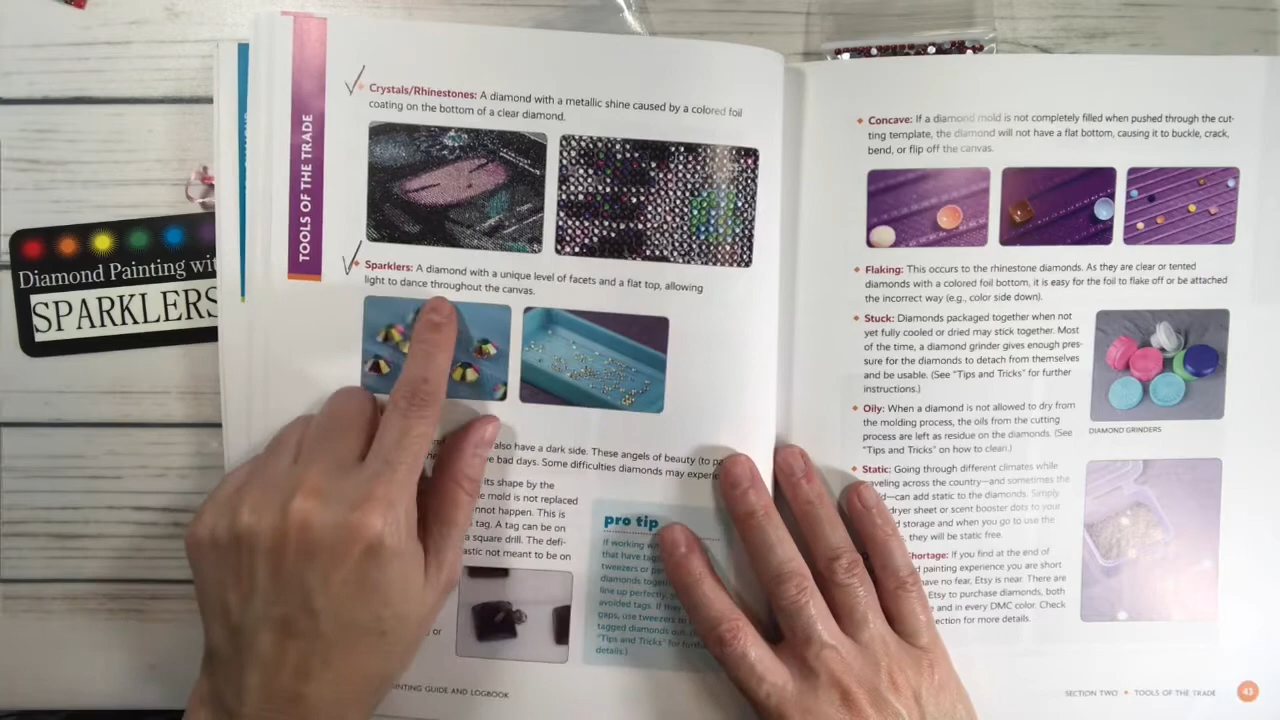 Diamond Painting wit
SPARKLERS
TOOLS OF THE TRADE
Crystals/Rhinestones: A diamond with a metallic shine caused by a colored foil
coating on the bottom of a clear diamond.
Sparklers: A diamond with a unique level of facets and a flat top, allowing
light to dance throughout the canvas.
also have a dark side. These angels of beauty (to
bad days. Some difficulties diamonds may
its shape by the
mold is not replaced
This is
tag. A tag can be on
a square drill. The defi-
not meant to be on
or
pro tip
If working
that have
tweezers or
diamonds
line up perfectly,
avoided tags. If
gaps, use tweezers
tagged diamonds out.
"Tips and Tricks" for
details.)
GUIDE AND LOGBOOK
Concave: If a diamond mold is not completely filled when pushed through the cut-
ting template, the diamond will not have a flat bottom, causing it to buckle, crack,
bend, or flip off the canvas.
Flaking: This occurs to the rhinestone diamonds. As they are clear or tented
diamonds with a colored foil bottom, it is easy for the foil to flake off or be attached
the incorrect way (e.g., color side down).
Stuck: Diamonds packaged together when not
yet fully cooled or dried may stick together. Most
of the time, a diamond grinder gives enough pres-
sure for the diamonds to detach from themselves
and be usable. (See "Tips and Tricks" for further
instructions.)
DIAMOND GRINDERS
Oily: When a diamond is not allowed to dry from
the molding process, the oils from the cutting
process are left as residue on the diamonds. (See
"Tips and Tricks" on how to clean.)
Static: Going through different climates while
across the country—and sometimes the
can add static to the diamonds. Simply
dryer sheet or scent booster dots to your
storage and when you go to use the
they will be static free.
Shortage: If you find at the end of
painting experience you are short
have no fear, Etsy is near. There are
Etsy to purchase diamonds, both
and in every DMC color. Check
section for more details.
SECTION TWO • TOOLS OF THE TRADE 43